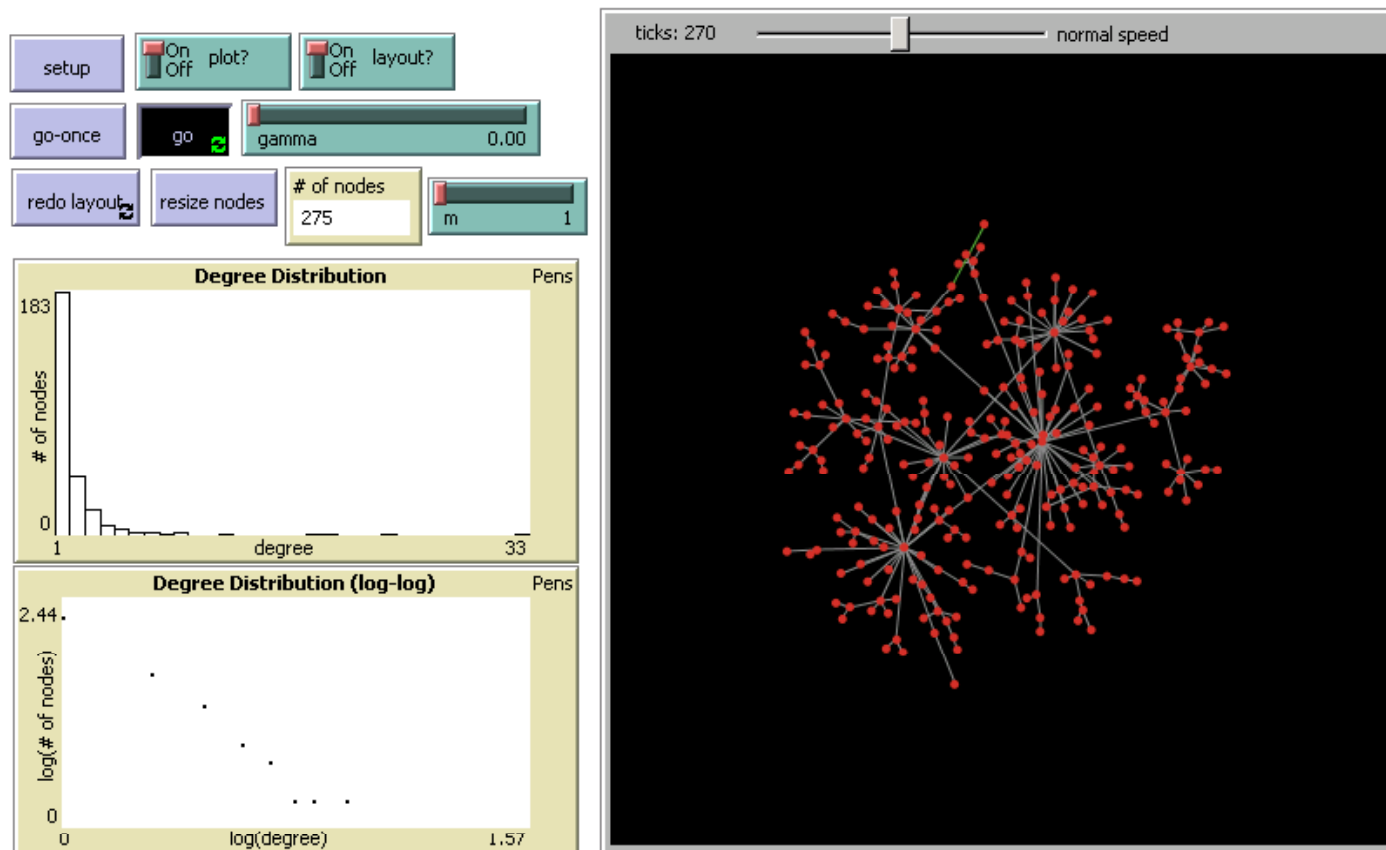 setup
On
Off
plot?
On
Off
layout?
go-once
go
gamma 0.00
redo layout
resize nodes
# of nodes
275
m 1
Degree Distribution Pens
183
# of nodes
0
1 degree 33
Degree Distribution (log-log) Pens
2.44
log(# of nodes)
0
0 log(degree) 1.57
ticks: 270 normal speed